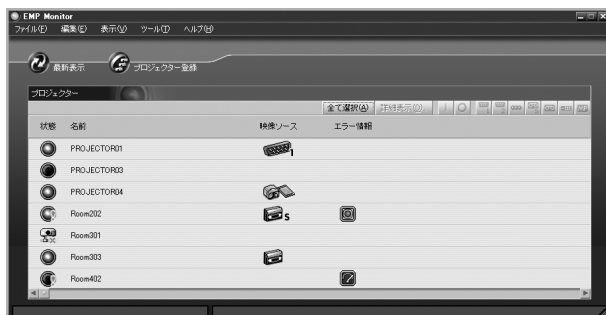 EMP Monitor
ファイル(F) 編集(E) 表示(V) ツール(T) ヘルプ(H)
最新表示 プロジェクター登録
プロジェクター
全て選択(A) 詳細表示(D)
状態 名前 映像ソース エラー情報
PROJECTOR01 1
PROJECTOR03
PROJECTOR04
Room202 S
Room301
Room303
Room402